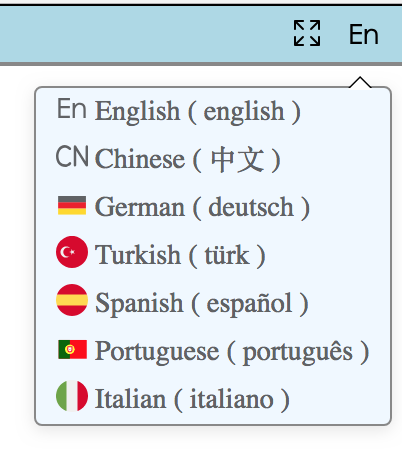 En
En English ( english )
CN Chinese ( 中文 )
German ( deutsch )
Turkish ( türk )
Spanish ( español )
Portuguese ( português )
Italian ( italiano )